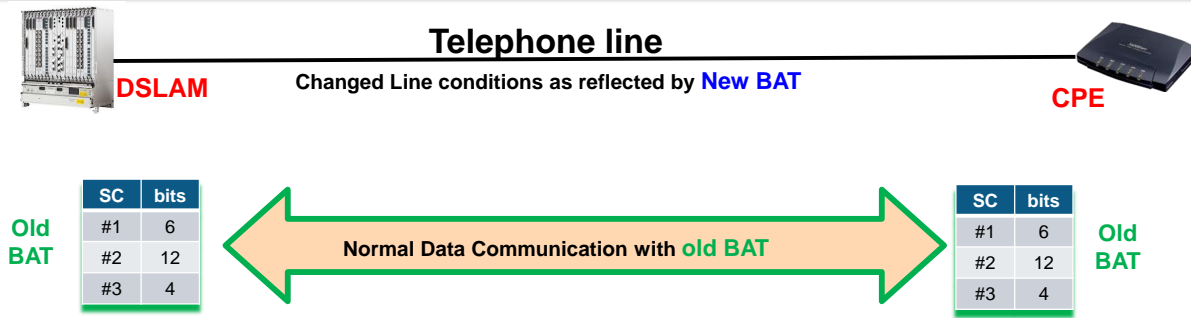 Telephone line
DSLAM
Changed Line conditions as reflected by New BAT
CPE
Old
BAT
SC bits
#1 6
#2 12
#3 4
Normal Data Communication with old BAT
SC bits
#1 6
#2 12
#3 4
Old
BAT